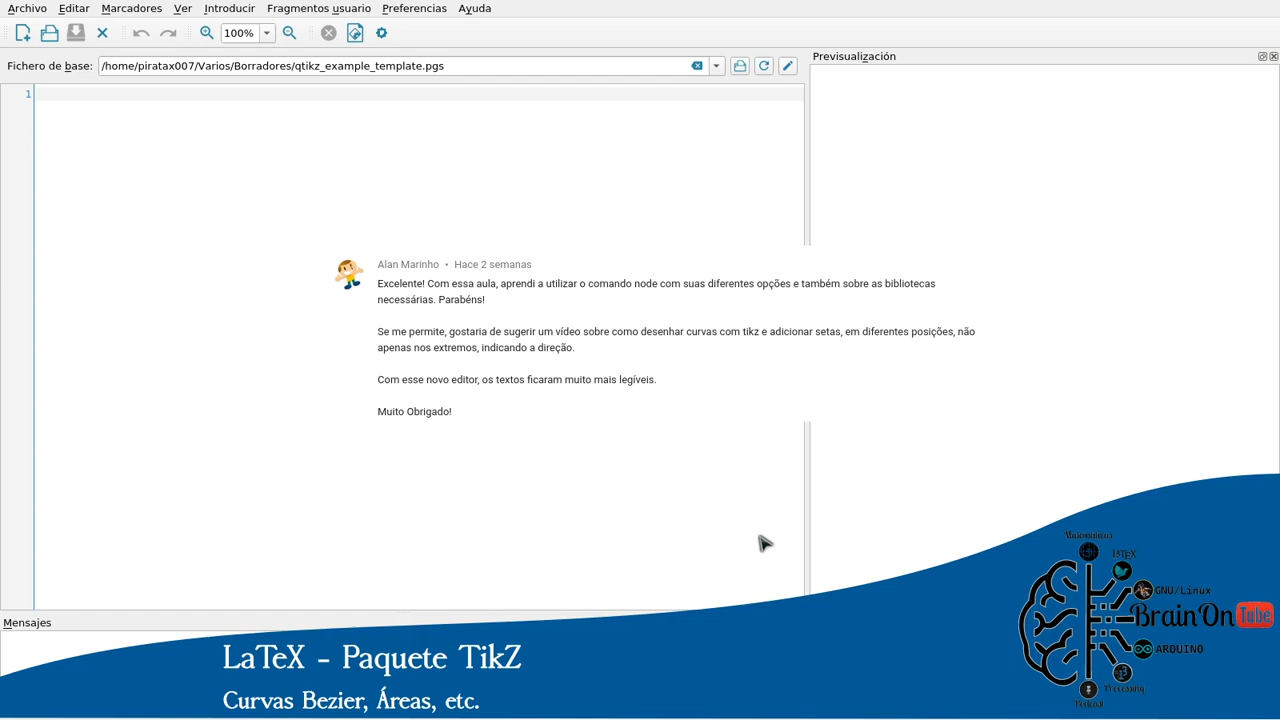 Archivo Editar Marcadores Ver Introducir Fragmentos usuario Preferencias Ayuda
100%
Fichero de base: /home/piratax007/Varios/Borradores/qtikz_example_template.pgs
Previsualización
1
Alan Marinho • Hace 2 semanas
Excelente! Com essa aula, aprendi a utilizar o comando node com suas diferentes opções e também sobre as bibliotecas
necessárias. Parabéns!
Se me permite, gostaria de sugerir um vídeo sobre como desenhar curvas com tikz e adicionar setas, em diferentes posições, não
apenas nos extremos, indicando a direção.
Com esse novo editor, os textos ficaram muito mais legíveis.
Muito Obrigado!
Mensajes
LaTeX - Paquete TikZ
Curvas Bezier, Áreas, etc.
Matemáticas
LaTeX
GNU/Linux
BrainOn Tube
ARDUINO
Processing
Podcast